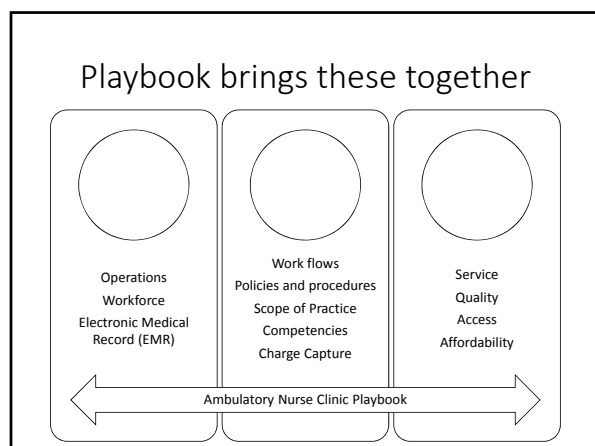 Playbook brings these together
Operations
Workforce
Electronic Medical
Record (EMR)
Work flows
Policies and procedures
Scope of Practice
Competencies
Charge Capture
Service
Quality
Access
Affordability
Ambulatory Nurse Clinic Playbook